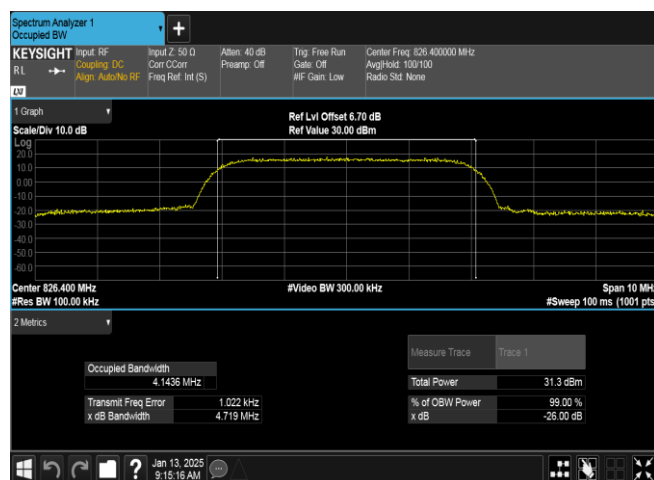 Spectrum Analyzer 1
Occupied BW
+
KEYSIGHT Input: RF Input Z: 50 Ω Atten: 40 dB Trig: Free Run Center Freq: 826.400000 MHz
RL Coupling: DC Corr CCorr Preamp: Off Gate: Off Avg|Hold: 100/100
Align: Auto/No RF Freq Ref: Int (S) #IF Gain: Low Radio Std: None
LXI
1 Graph
Ref Lvl Offset 6.70 dB
Scale/Div 10.0 dB Ref Value 30.00 dBm
Log
20.0
10.0
0.00
-10.0
-20.0
-30.0
-40.0
-50.0
-60.0
Center 826.400 MHz #Video BW 300.00 kHz Span 10 MHz
#Res BW 100.00 kHz #Sweep 100 ms (1001 pts
2 Metrics
Measure Trace Trace 1
Occupied Bandwidth
4.1436 MHz Total Power 31.3 dBm
Transmit Freq Error 1.022 kHz % of OBW Power 99.00 %
x dB Bandwidth 4.719 MHz x dB -26.00 dB
? Jan 13, 2025
9:15:16 AM